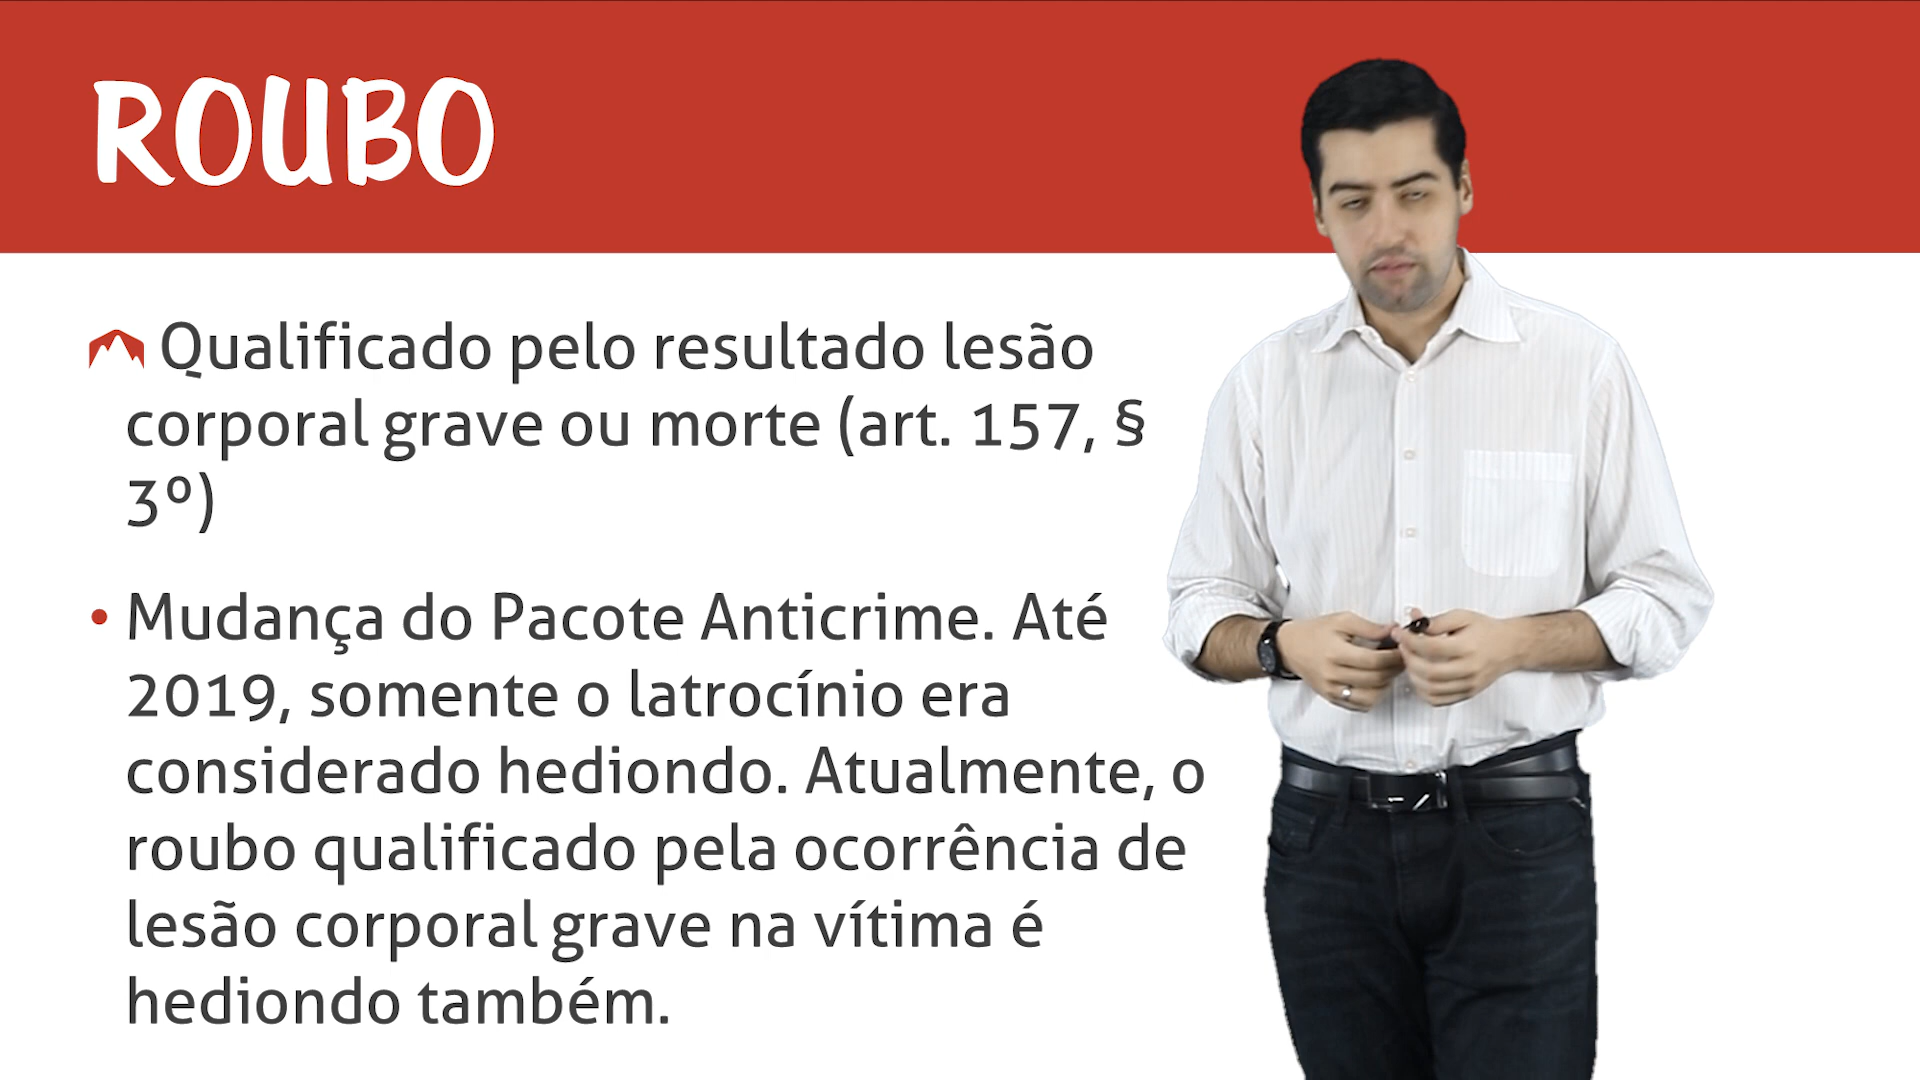 ROUBO
Qualificado pelo resultado lesão
corporal grave ou morte (art. 157, §
3º)
• Mudança do Pacote Anticrime. Até
2019, somente o latrocínio era
considerado hediondo. Atualmente, o
roubo qualificado pela ocorrência de
lesão corporal grave na vítima é
hediondo também.